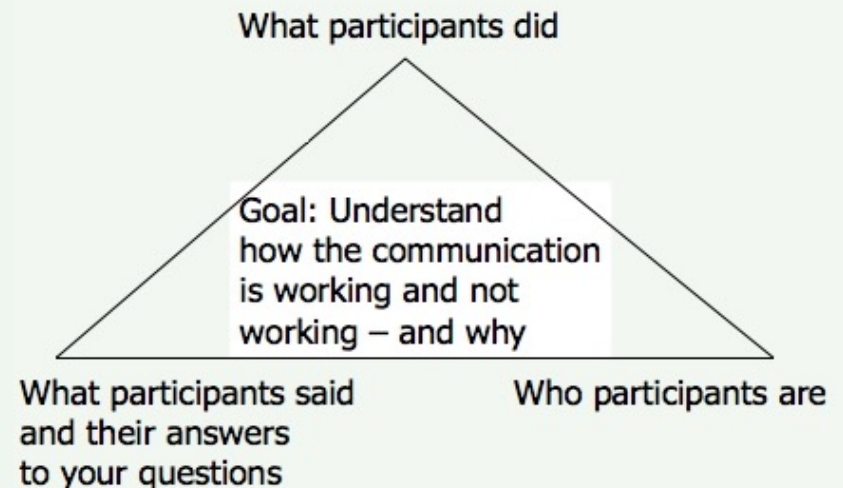 What participants did
Goal: Understand
how the communication
is working and not
working – and why
What participants said
and their answers
to your questions
Who participants are